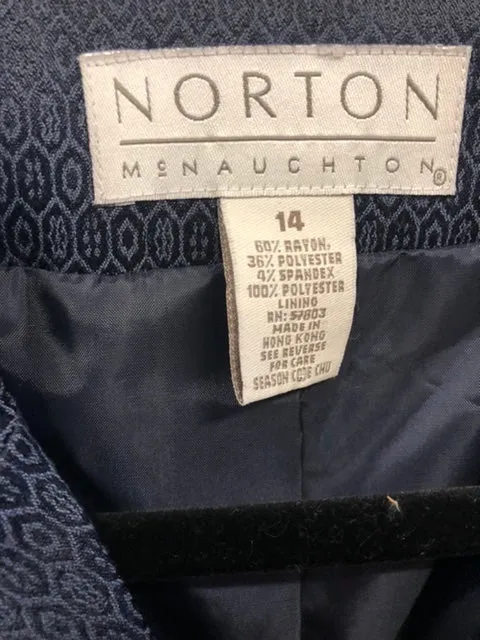 NORTON
McNAUGHTON®
14
60% RAYON,
36% POLYESTER
4% SPANDEX
100% POLYESTER
LINING
RN: 57803
MADE IN
HONG KONG
SEE REVERSE
FOR CARE
SEASON CODE CHU